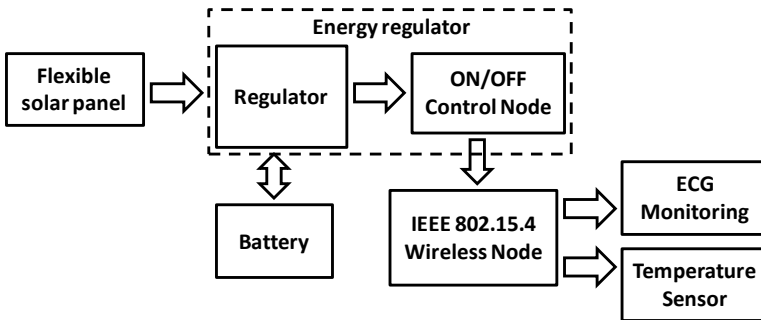 Energy regulator
Flexible
solar panel
Regulator
ON/OFF
Control Node
Battery
IEEE 802.15.4
Wireless Node
ECG
Monitoring
Temperature
Sensor